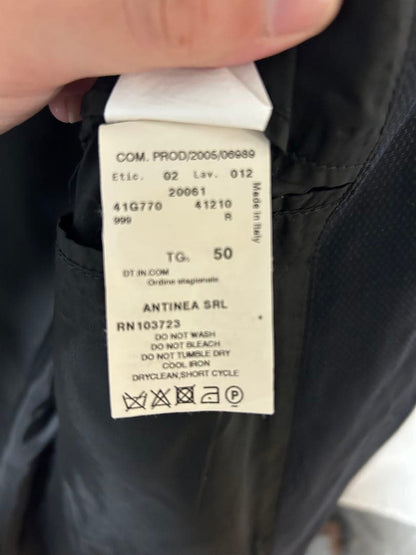 COM. PROD/2005/06989
Etic. 02 Lav. 012
20061
41G770 41210
999 R
Made in Italy
TG. 50
DT.IN.COM
Ordine stagionale
ANTINEA SRL
RN103723
DO NOT WASH
DO NOT BLEACH
DO NOT TUMBLE DRY
COOL IRON
DRYCLEAN,SHORT CYCLE
P